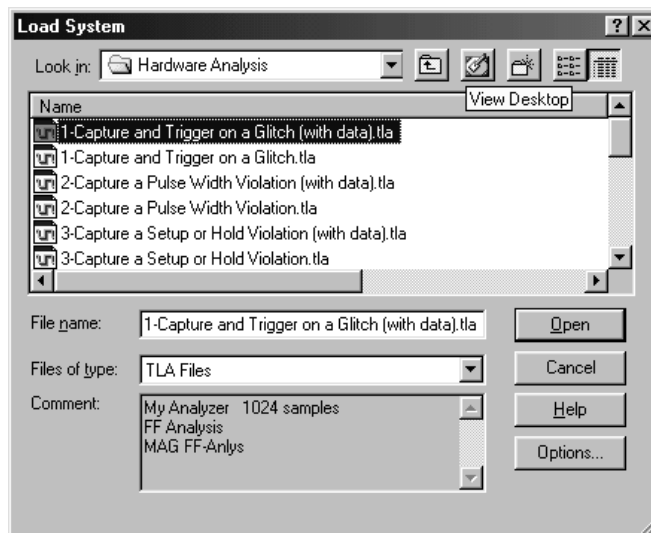 Load System
Look in: Hardware Analysis
View Desktop
Name
1-Capture and Trigger on a Glitch (with data).tla
1-Capture and Trigger on a Glitch.tla
2-Capture a Pulse Width Violation (with data).tla
2-Capture a Pulse Width Violation.tla
3-Capture a Setup or Hold Violation (with data).tla
3-Capture a Setup or Hold Violation.tla
File name: 1-Capture and Trigger on a Glitch (with data).tla Open
Files of type: TLA Files Cancel
Comment: My Analyzer 1024 samples Help
FF Analysis
MAG FF-Anlys
Options...